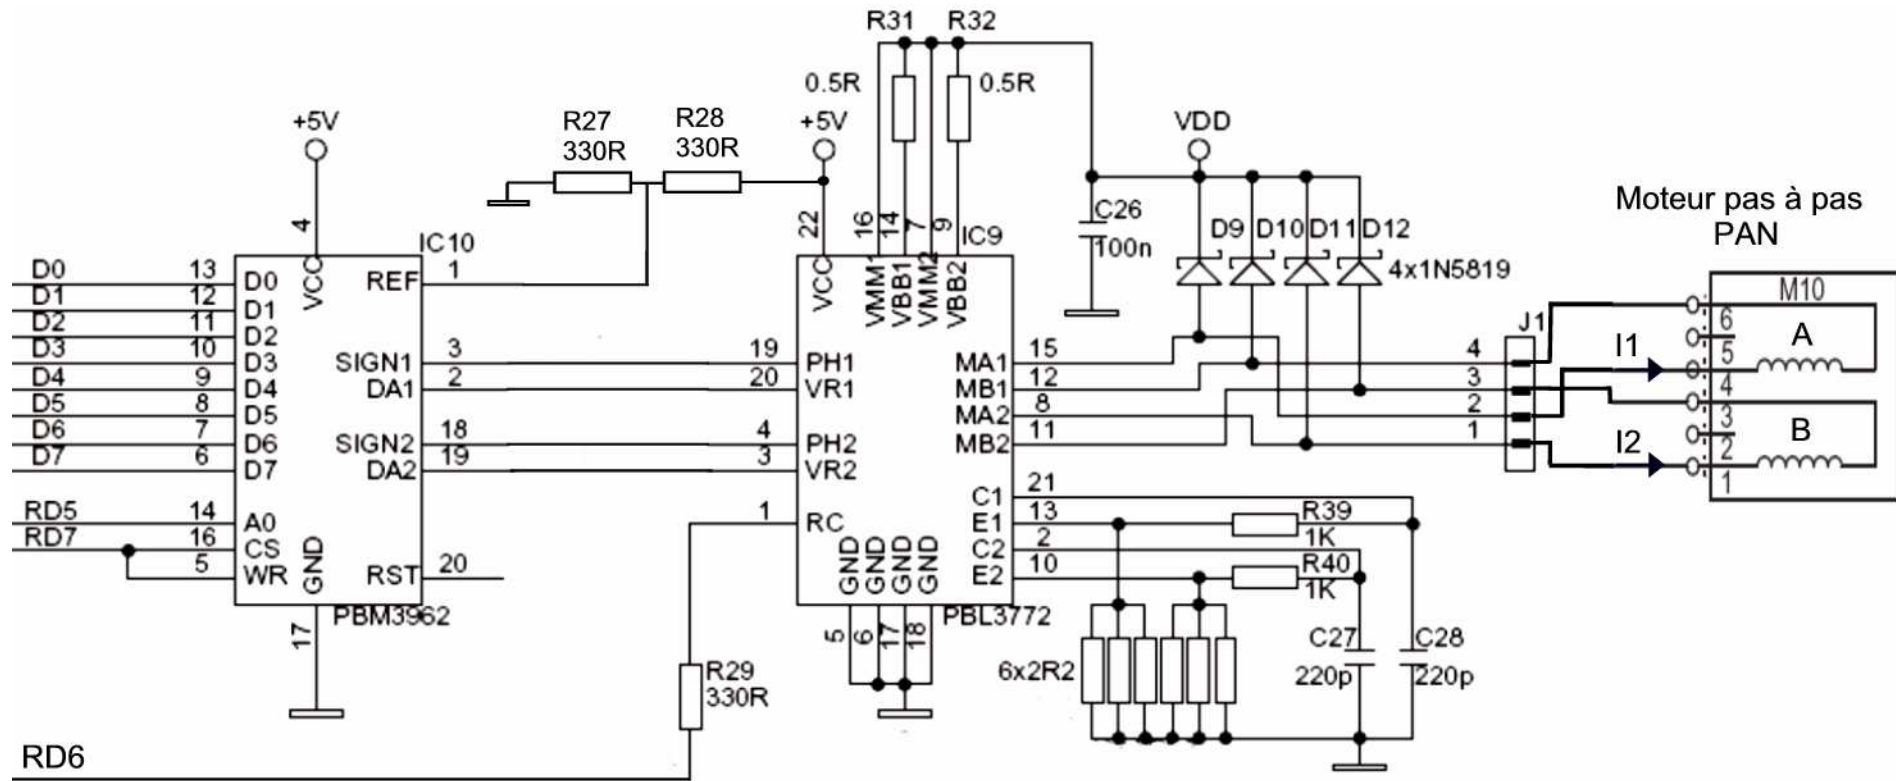 R31 R32
0.5R 0.5R
+5V R27 R28 +5V VDD
330R 330R
Moteur pas à pas
PAN
4 22 16 14 7 9
C26
100n
D9 D10 D11 D12
4x1N5819
IC10 IC9
VCC REF 1
VCC VMM1 VBB1 VMM2 VBB2
D0 13 D0
D1 12 D1
D2 11 D2
D3 10 D3
D4 9 D4
D5 8 D5
D6 7 D6
D7 6 D7
RD5 14 A0
RD7 16 CS
5 WR
GND
17
SIGN1 3
DA1 2
SIGN2 18
DA2 19
RST 20
PBM3962
19 PH1
20 VR1
4 PH2
3 VR2
1 RC
GND GND GND GND
5 6 17 18
MA1 15
MB1 12
MA2 8
MB2 11
C1 21
E1 13
C2 2
E2 10
PBL3772
J1
4
3
2
1
M10
6
5
4
3
2
1
A
B
I1
I2
R39
1K
R40
1K
6x2R2
C27
220p
C28
220p
R29
330R
RD6